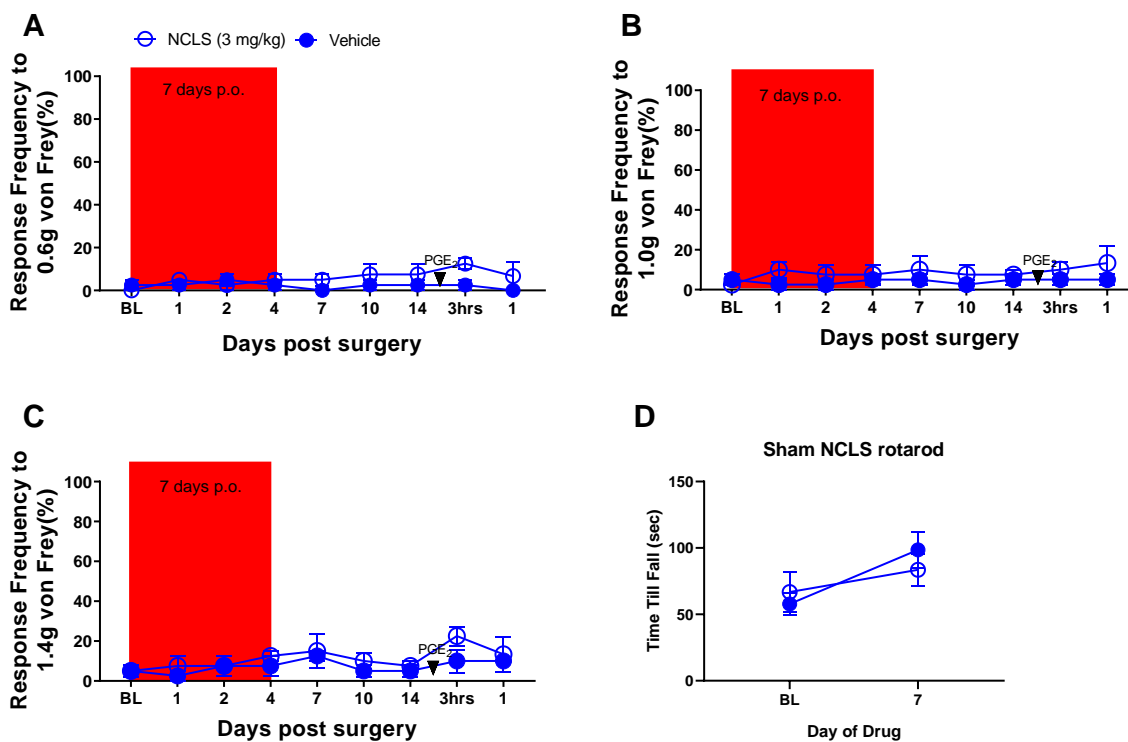 A
NCLS (3 mg/kg) Vehicle
Response Frequency to
0.6g von Frey(%)
100
80
60
40
20
0
7 days p.o.
PGE2
BL 1 2 4 7 10 14 3hrs 1
Days post surgery
B
Response Frequency to
1.0g von Frey(%)
100
80
60
40
20
0
7 days p.o.
PGE2
BL 1 2 4 7 10 14 3hrs 1
Days post surgery
C
Response Frequency to
1.4g von Frey(%)
100
80
60
40
20
0
7 days p.o.
PGE2
BL 1 2 4 7 10 14 3hrs 1
Days post surgery
D
Sham NCLS rotarod
Time Till Fall (sec)
150
100
50
0
BL 7
Day of Drug